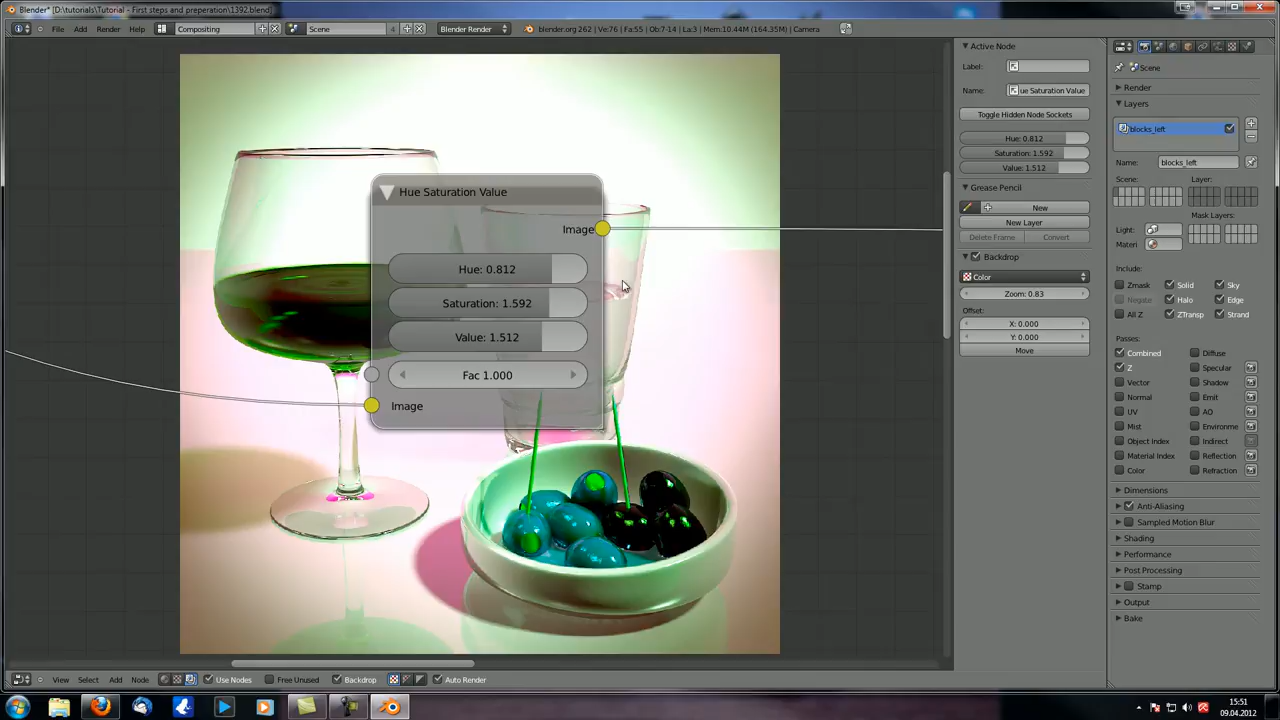 Blender* [D:\tutorials\Tutorial - First steps and preperation\1392.blend]
File Add Render Help Compositing Scene 4 Blender Render blender.org 262 | Ve:76 | Fa:55 | Ob:7-14 | La:3 | Mem:10.44M (164.35M) | Camera
Active Node
Label:
Name: ue Saturation Value
Toggle Hidden Node Sockets
Hue: 0.812
Saturation: 1.592
Value: 1.512
Grease Pencil
New
New Layer
Delete Frame Convert
Backdrop
Color
Zoom: 0.83
Offset:
X: 0.000
Y: 0.000
Move
Scene
Render
Layers
blocks_left
Name: blocks_left
Scene: Layer:
Mask Layers:
Light:
Materi
Include:
Zmask Solid Sky
Negate Halo Edge
All Z ZTransp Strand
Passes:
Combined Diffuse
Z Specular
Vector Shadow
Normal Emit
UV AO
Mist Environme
Object Index Indirect
Material Index Reflection
Color Refraction
Dimensions
Anti-Aliasing
Sampled Motion Blur
Shading
Performance
Post Processing
Stamp
Output
Bake
Hue Saturation Value
Image
Hue: 0.812
Saturation: 1.592
Value: 1.512
Fac 1.000
Image
View Select Add Node Use Nodes Free Unused Backdrop Auto Render
15:51
09.04.2012